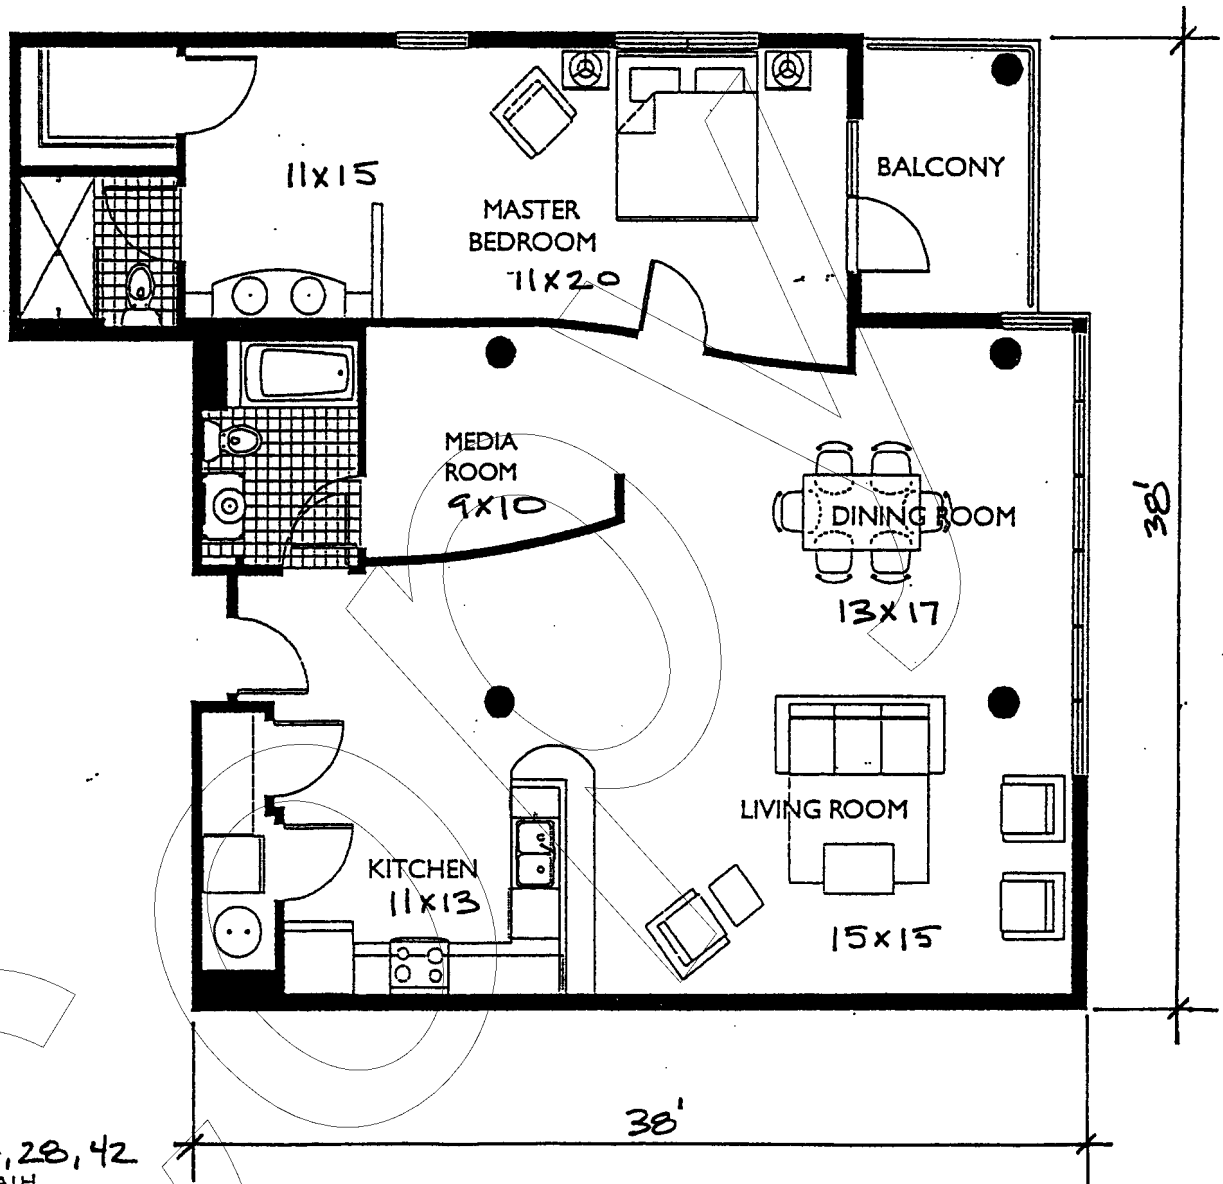 11x15
MASTER
BEDROOM
11x20
BALCONY
MEDIA
ROOM
9x10
DINING ROOM
13x17
38'
LIVING ROOM
15x15
KITCHEN
11x13
38'
,28,42